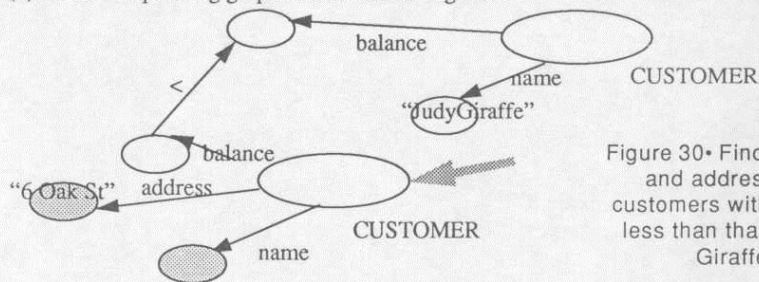 balance
name
CUSTOMER
"JudyGiraffe"
<
balance
"6 Oak St"
address
CUSTOMER
name
Figure 30• Find
and address
customers with
less than tha
Giraffe